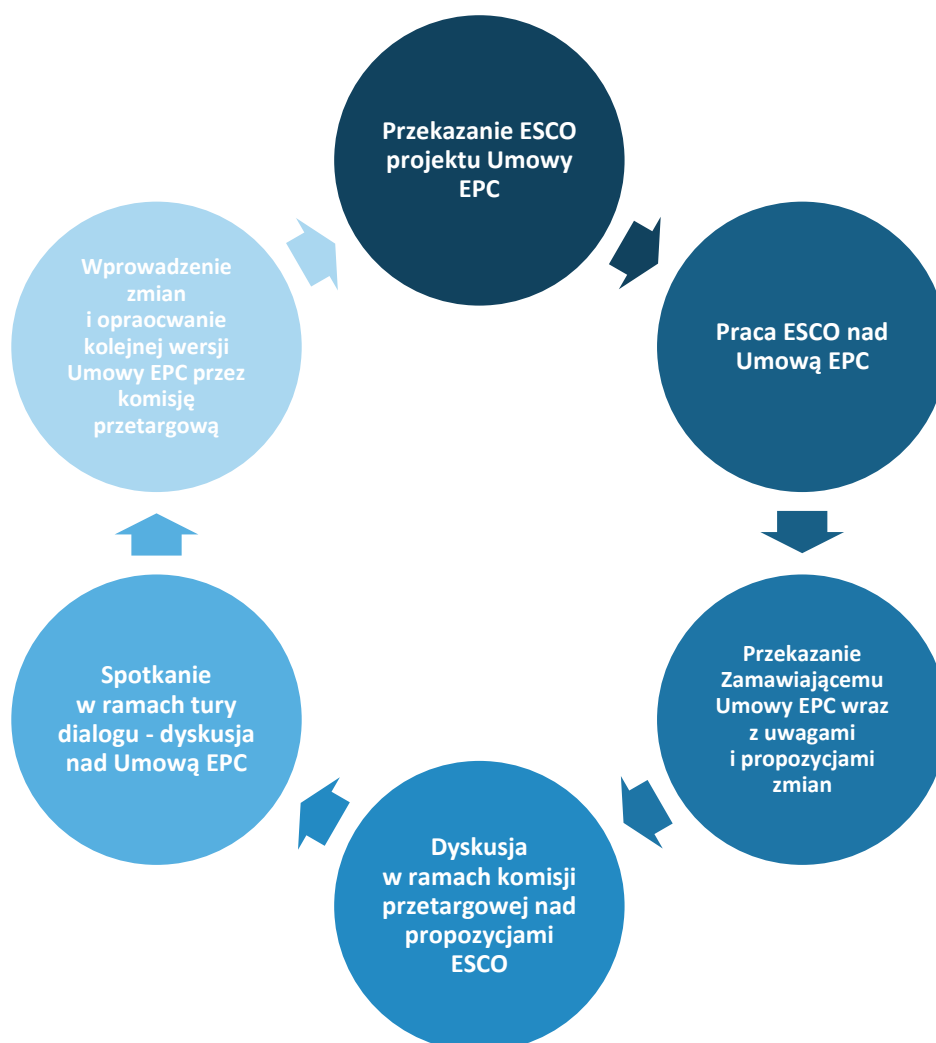 Przekazanie ESCO
projektu Umowy
EPC
Praca ESCO nad
Umową EPC
Przekazanie
Zamawiającemu
Umowy EPC wraz
z uwagami
i propozycjami
zmian
Dyskusja
w ramach komisji
przetargowej nad
propozycjami
ESCO
Spotkanie
w ramach tury
dialogu - dyskusja
nad Umową EPC
Wprowadzenie
zmian
i opraocwanie
kolejnej wersji
Umowy EPC przez
komisję
przetargową